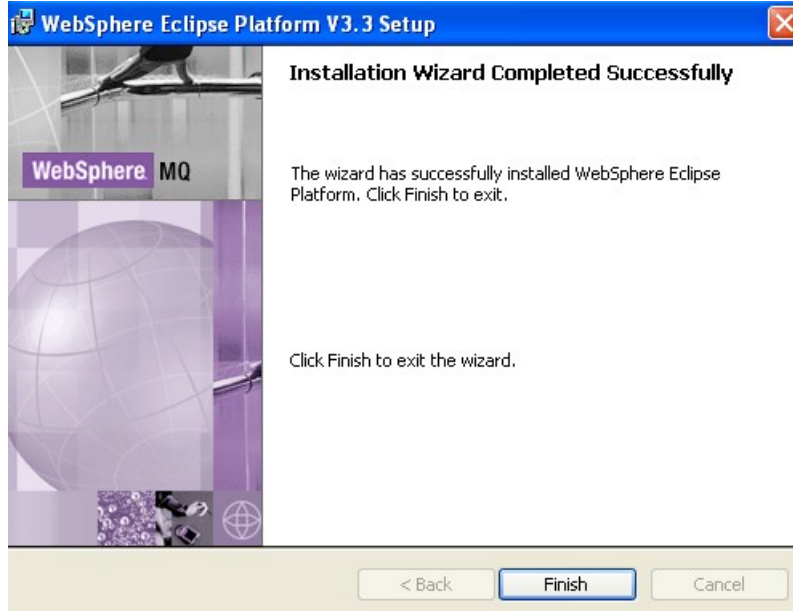 WebSphere Eclipse Platform V3.3 Setup
Installation Wizard Completed Successfully
WebSphere MQ
The wizard has successfully installed WebSphere Eclipse
Platform. Click Finish to exit.
Click Finish to exit the wizard.
< Back
Finish
Cancel